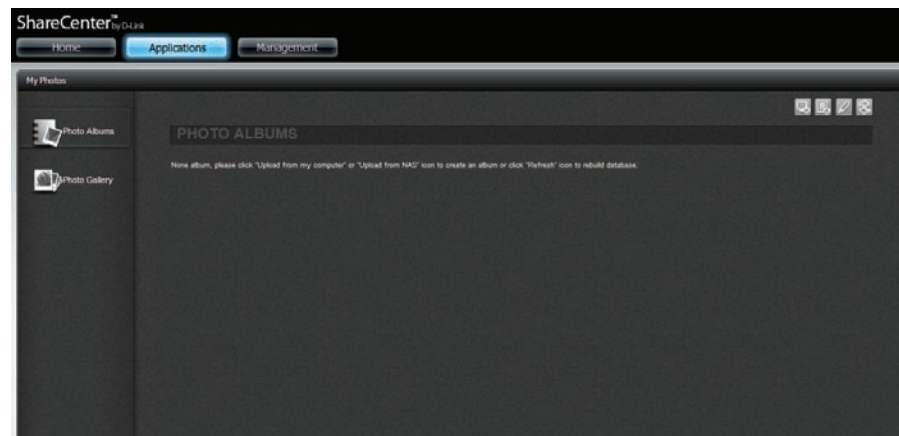 ShareCenter™ by D-Link
Home Applications Management
My Photos
Photo Albums
PHOTO ALBUMS
None album, please click "Upload from my computer" or "Upload from NAS" icon to create an album or click "Refresh" icon to rebuild database.
Photo Gallery